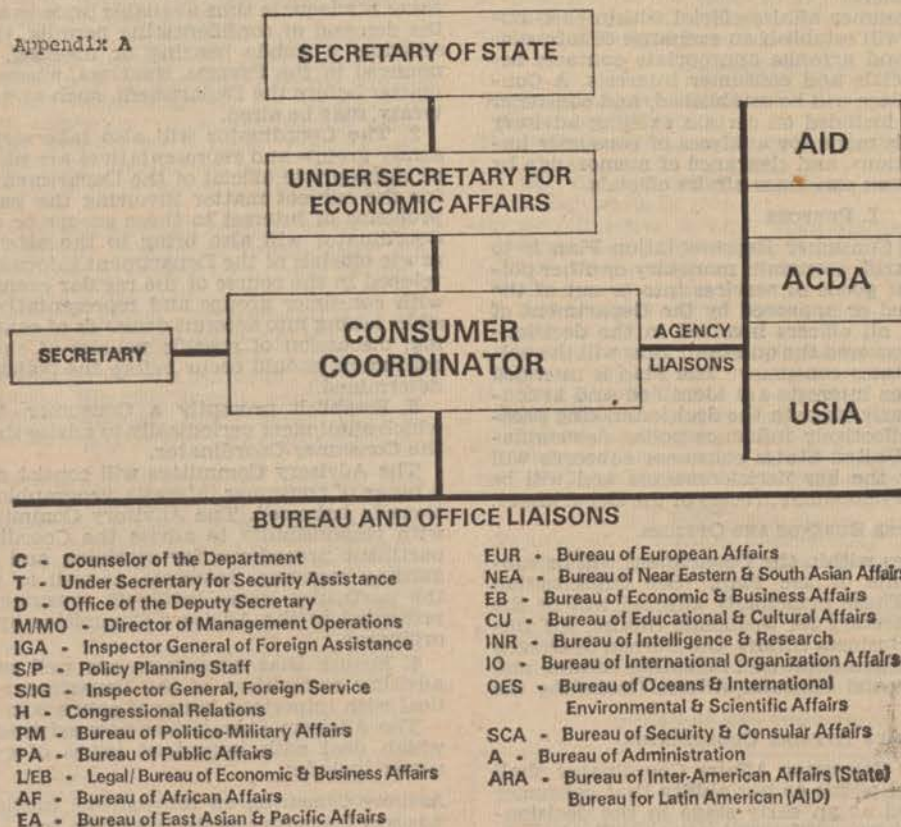 Appendix A
SECRETARY OF STATE
UNDER SECRETARY FOR
ECONOMIC AFFAIRS
SECRETARY
CONSUMER
COORDINATOR
AGENCY
LIAISONS
AID
ACDA
USIA
BUREAU AND OFFICE LIAISONS
C - Counselor of the Department
T - Under Secrertary for Security Assistance
D - Office of the Deputy Secretary
M/MO - Director of Management Operations
IGA - Inspector General of Foreign Assistance
S/P - Policy Planning Staff
S/IG - Inspector General, Foreign Service
H - Congressional Relations
PM - Bureau of Politico-Military Affairs
PA - Bureau of Public Affairs
L/EB - Legal/Bureau of Economic & Business Affairs
AF - Bureau of African Affairs
EA - Bureau of East Asian & Pacific Affairs
EUR - Bureau of European Affairs
NEA - Bureau of Near Eastern & South Asian Affairs
EB - Bureau of Economic & Business Affairs
CU - Bureau of Educational & Cultural Affairs
INR - Bureau of Intelligence & Research
IO - Bureau of International Organization Affairs
OES - Bureau of Oceans & International
Environmental & Scientific Affairs
SCA - Bureau of Security & Consular Affairs
A - Bureau of Administration
ARA - Bureau of Inter-American Affairs (State)
Bureau for Latin American (AID)